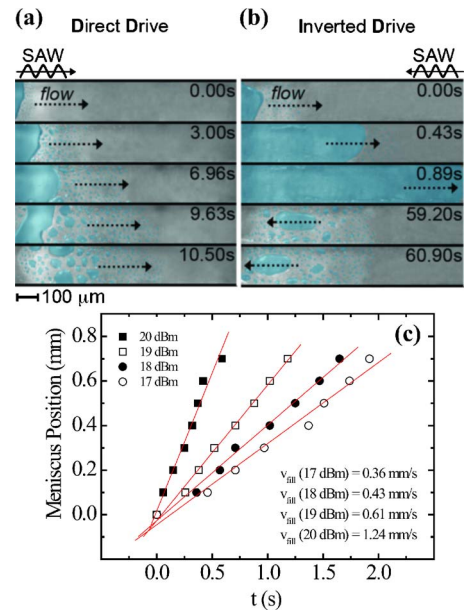 (a) Direct Drive
SAW
flow
0.00s
3.00s
6.96s
9.63s
10.50s
100 μm
(b) Inverted Drive
SAW
flow
0.00s
0.43s
0.89s
59.20s
60.90s
(c)
20 dBm
19 dBm
18 dBm
17 dBm
Meniscus Position (mm)
0.8
0.6
0.4
0.2
0.0
v_fill (17 dBm) = 0.36 mm/s
v_fill (18 dBm) = 0.43 mm/s
v_fill (19 dBm) = 0.61 mm/s
v_fill (20 dBm) = 1.24 mm/s
0.0 0.5 1.0 1.5 2.0
t (s)